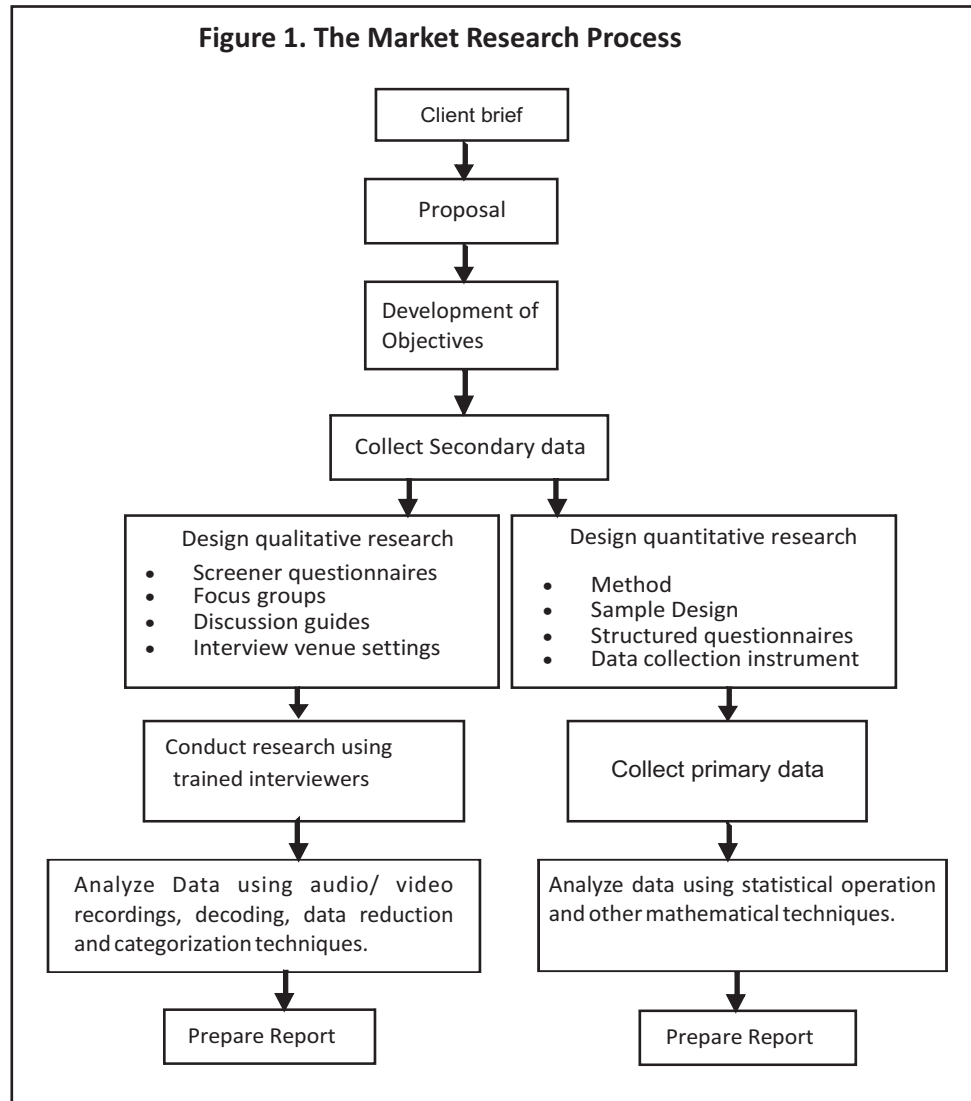 Figure 1. The Market Research Process
Client brief
Proposal
Development of
Objectives
Collect Secondary data
Design qualitative research
• Screener questionnaires
• Focus groups
• Discussion guides
• Interview venue settings
Design quantitative research
• Method
• Sample Design
• Structured questionnaires
• Data collection instrument
Conduct research using
trained interviewers
Collect primary data
Analyze Data using audio/ video
recordings, decoding, data reduction
and categorization techniques.
Analyze data using statistical operation
and other mathematical techniques.
Prepare Report
Prepare Report